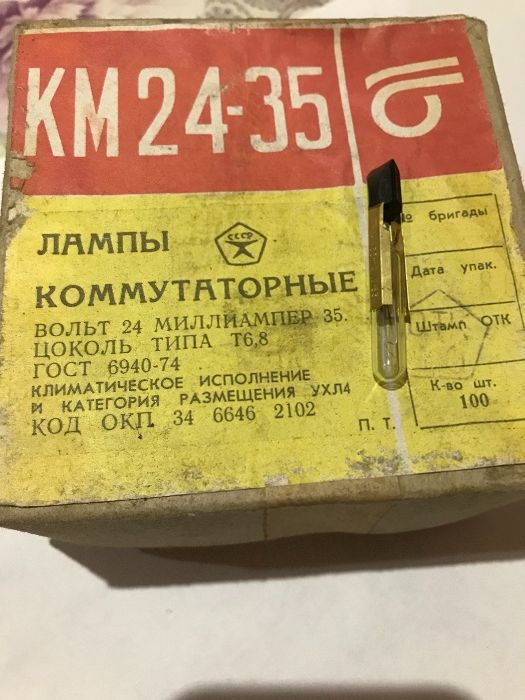 КМ 24-35
ЛАМПЫ
СССР
КОММУТАТОРНЫЕ
ВОЛЬТ 24 МИЛЛИАМПЕР 35.
ЦОКОЛЬ ТИПА Т6,8
ГОСТ 6940-74
КЛИМАТИЧЕСКОЕ ИСПОЛНЕНИЕ
И КАТЕГОРИЯ РАЗМЕЩЕНИЯ УХЛ4
КОД ОКП. 34 6646 2102
П. Т.
№ бригады
Дата упак.
Штамп ОТК
К-во шт.
100